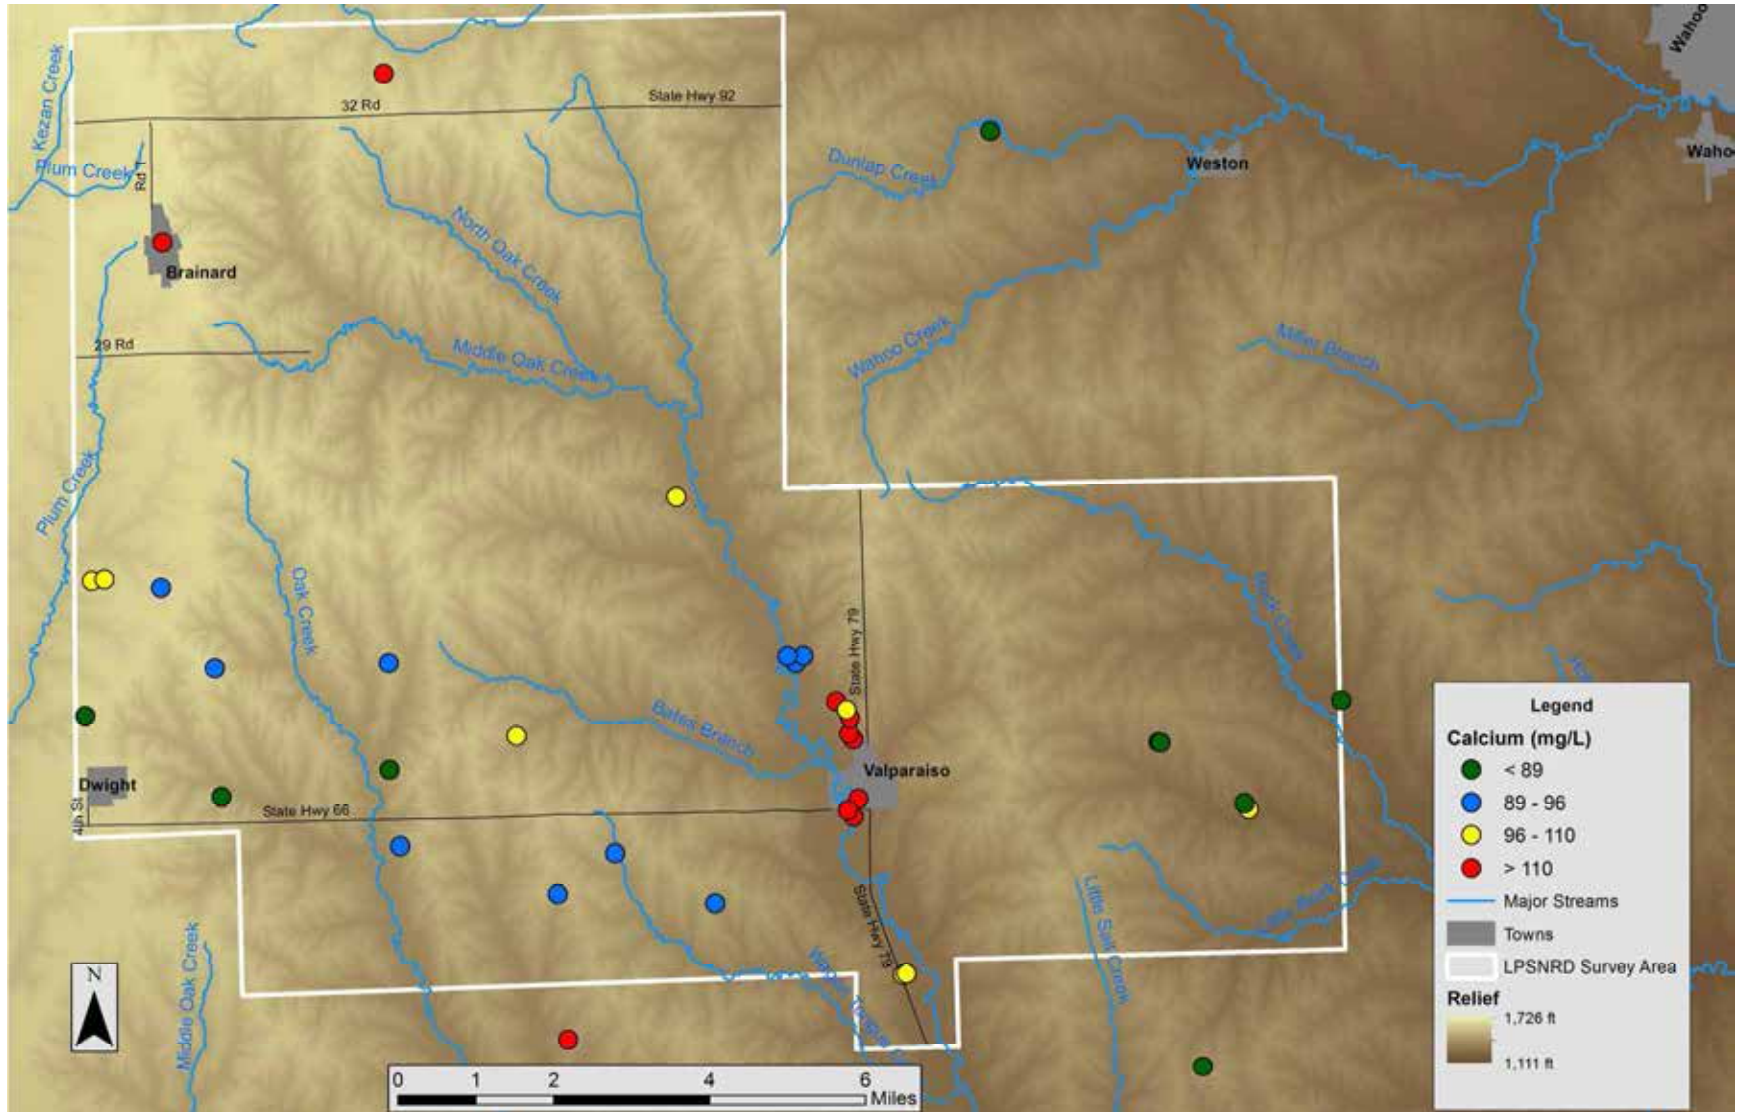 Kezan Creek
Plum Creek
32 Rd
State Hwy 92
Rd L
Brainard
29 Rd
North Oak Creek
Middle Oak Creek
Dunlap Creek
Weston
Wahoo
Wahoo Creek
Miller Branch
Plum Creek
Oak Creek
State Hwy 79
Rock Creek
Bates Branch
Valparaiso
Dwight
4th St
State Hwy 66
State Hwy 79
Little Salt Creek
Middle Oak Creek
N
0 1 2 4 6
Miles
Legend
Calcium (mg/L)
< 89
89 - 96
96 - 110
> 110
Major Streams
Towns
LPSNRD Survey Area
Relief
1,726 ft
1,111 ft